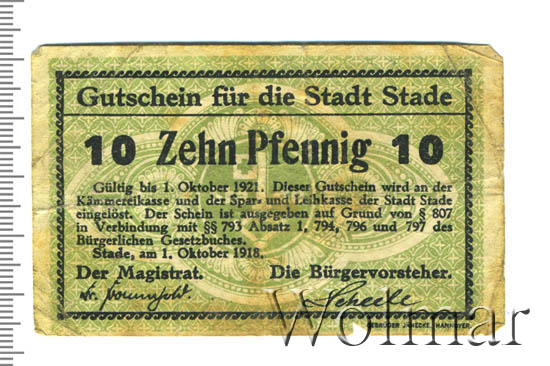 Gutschein für die Stadt Stade
10 Zehn Pfennig 10
Gültig bis 1. Oktober 1921. Dieser Gutschein wird an der
Kämmereikasse und der Spar- und Leihkasse der Stadt Stade
eingelöst. Der Schein ist ausgegeben auf Grund von § 807
in Verbindung mit §§ 793 Absatz 1, 794, 796 und 797 des
Bürgerlichen Gesetzbuches.
Stade, am 1. Oktober 1918.
Der Magistrat. Die Bürgervorsteher.
Dr. Scheele
GEBRÜDER JÄNECKE, HANNOVER.
Wolmar